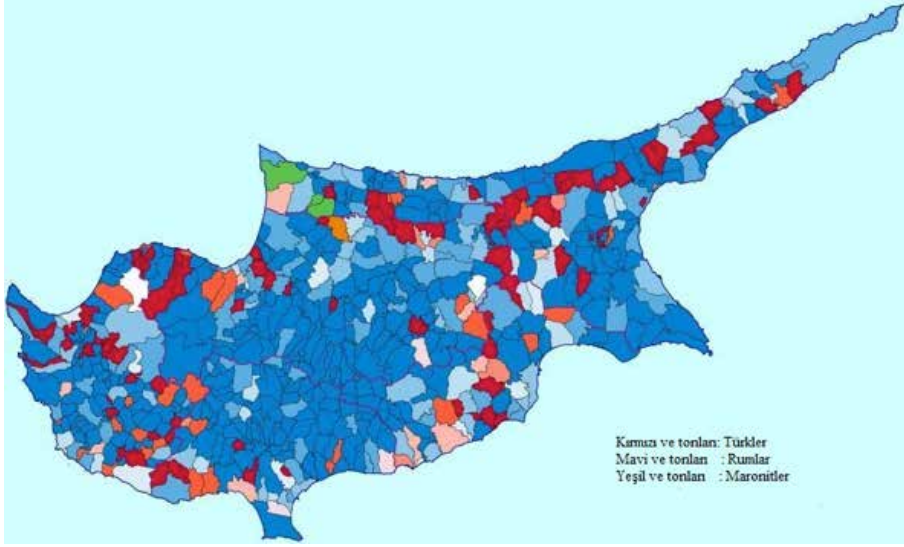 Kırmızı ve tonları: Türkler
Mavi ve tonları : Rumlar
Yeşil ve tonları : Maronitler